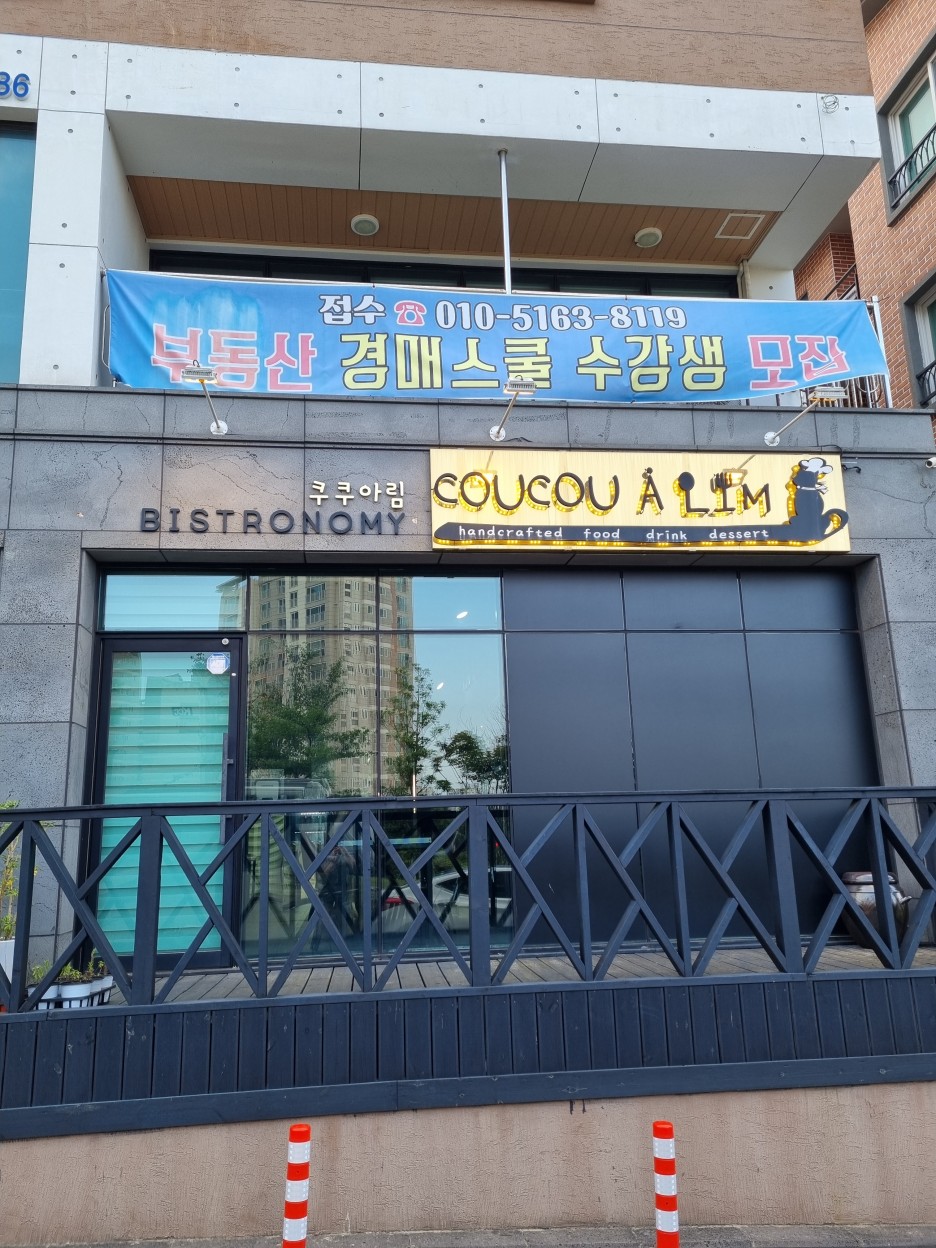 86
접수 ☎ 010-5163-8119
부동산 경매스쿨 수강생 모집
쿠쿠아림
BISTRONOMY
COUCOU À LIM
handcrafted food drink dessert